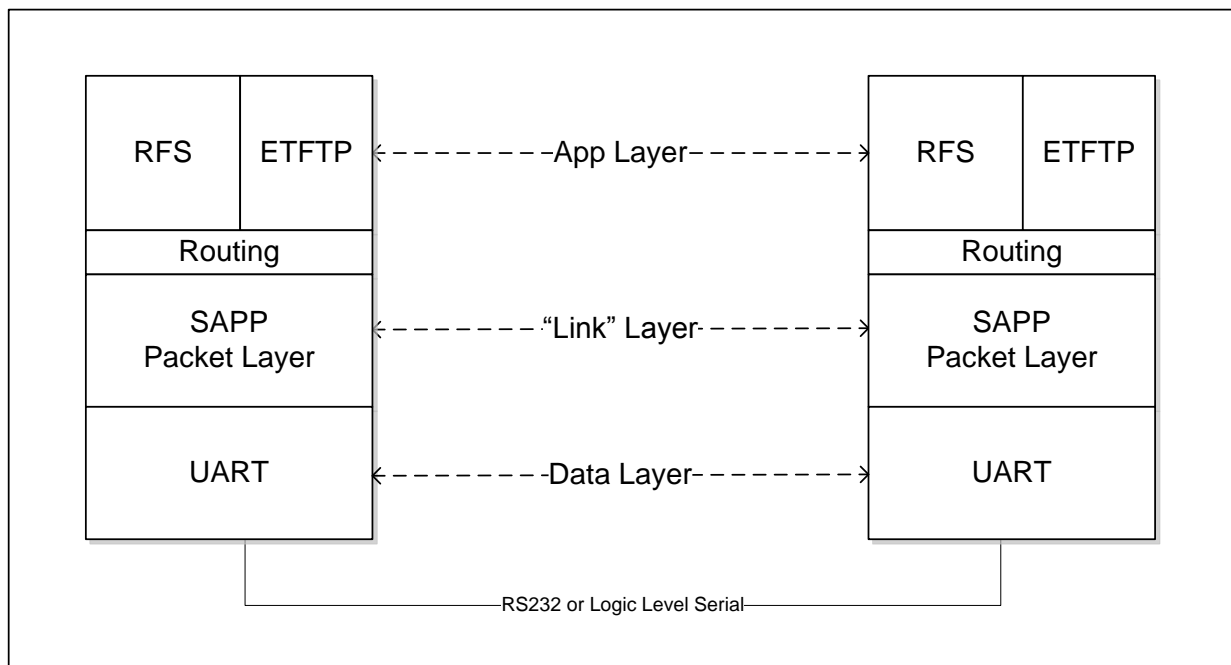 RFS ETFTP App Layer RFS ETFTP
Routing Routing
SAPP “Link” Layer SAPP
Packet Layer Packet Layer
UART Data Layer UART
RS232 or Logic Level Serial